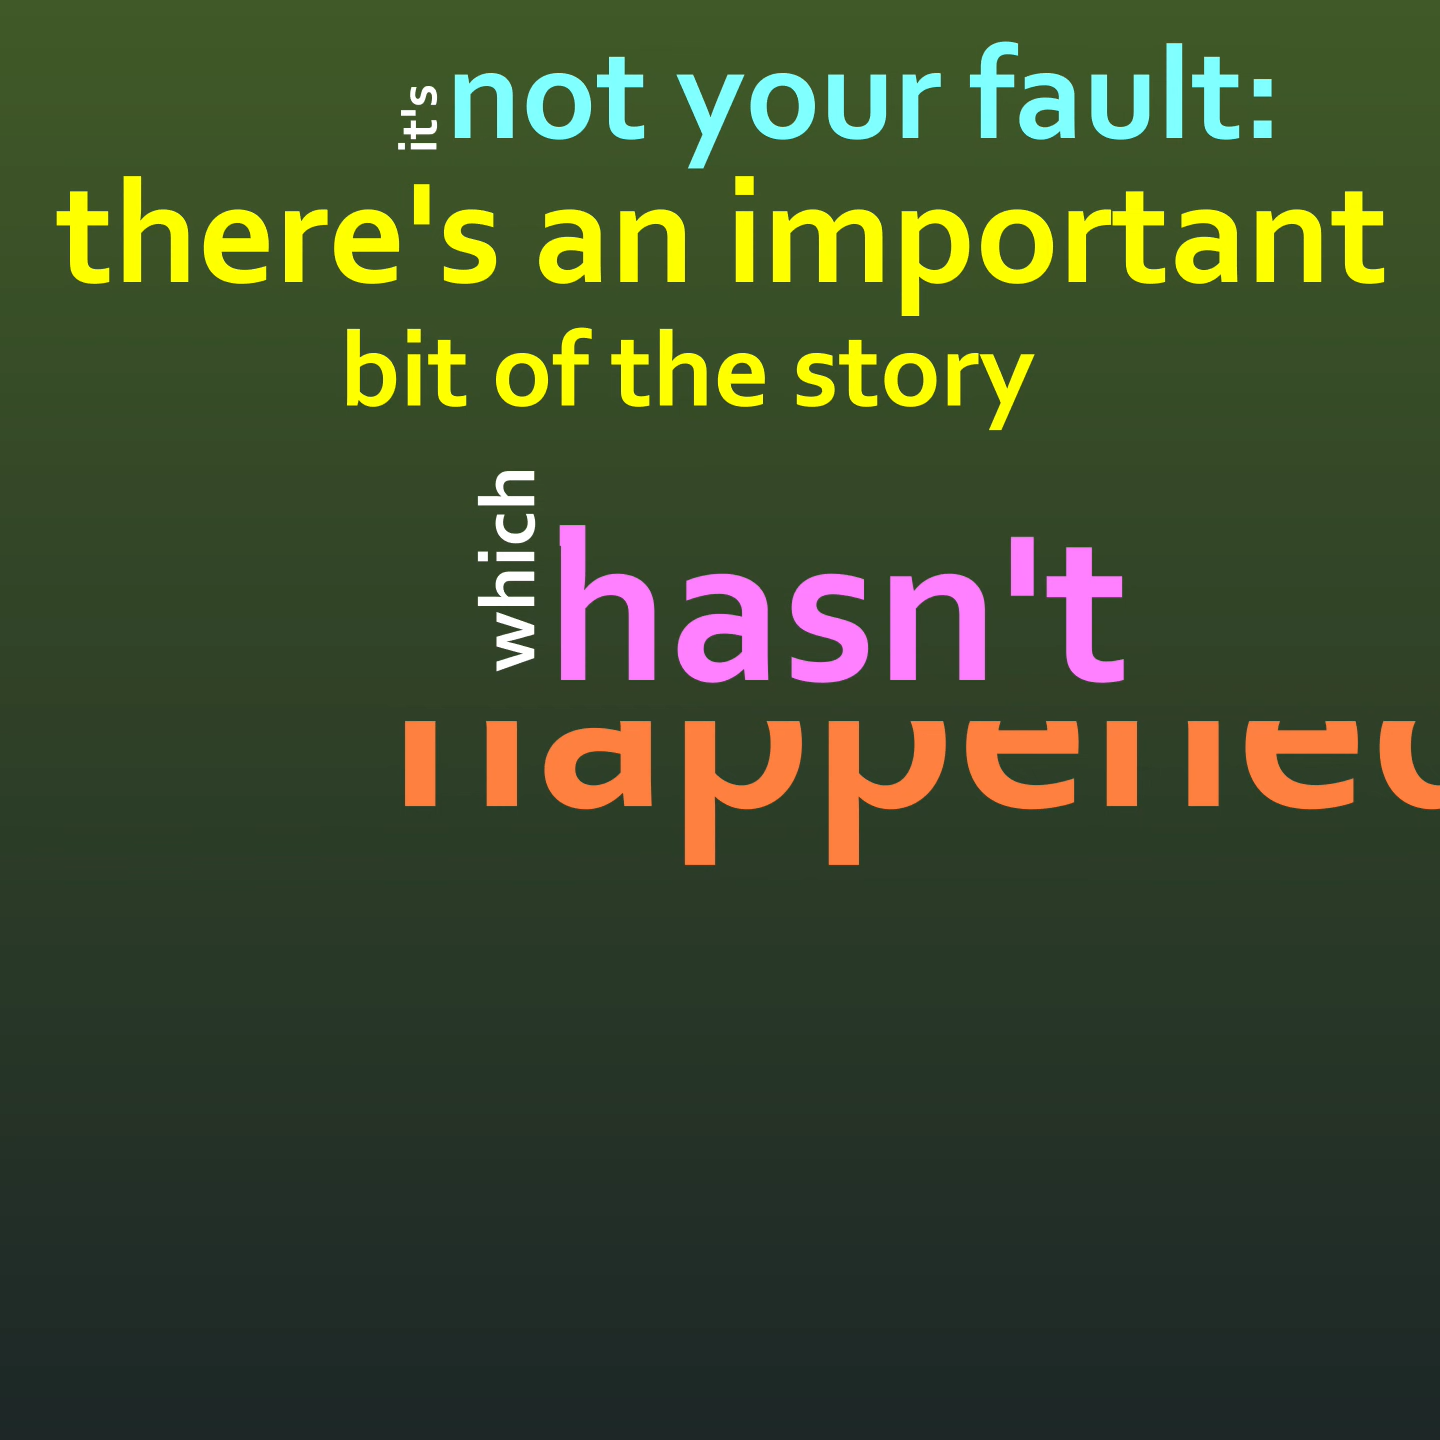 it's not your fault:
there's an important
bit of the story
which hasn't
happened